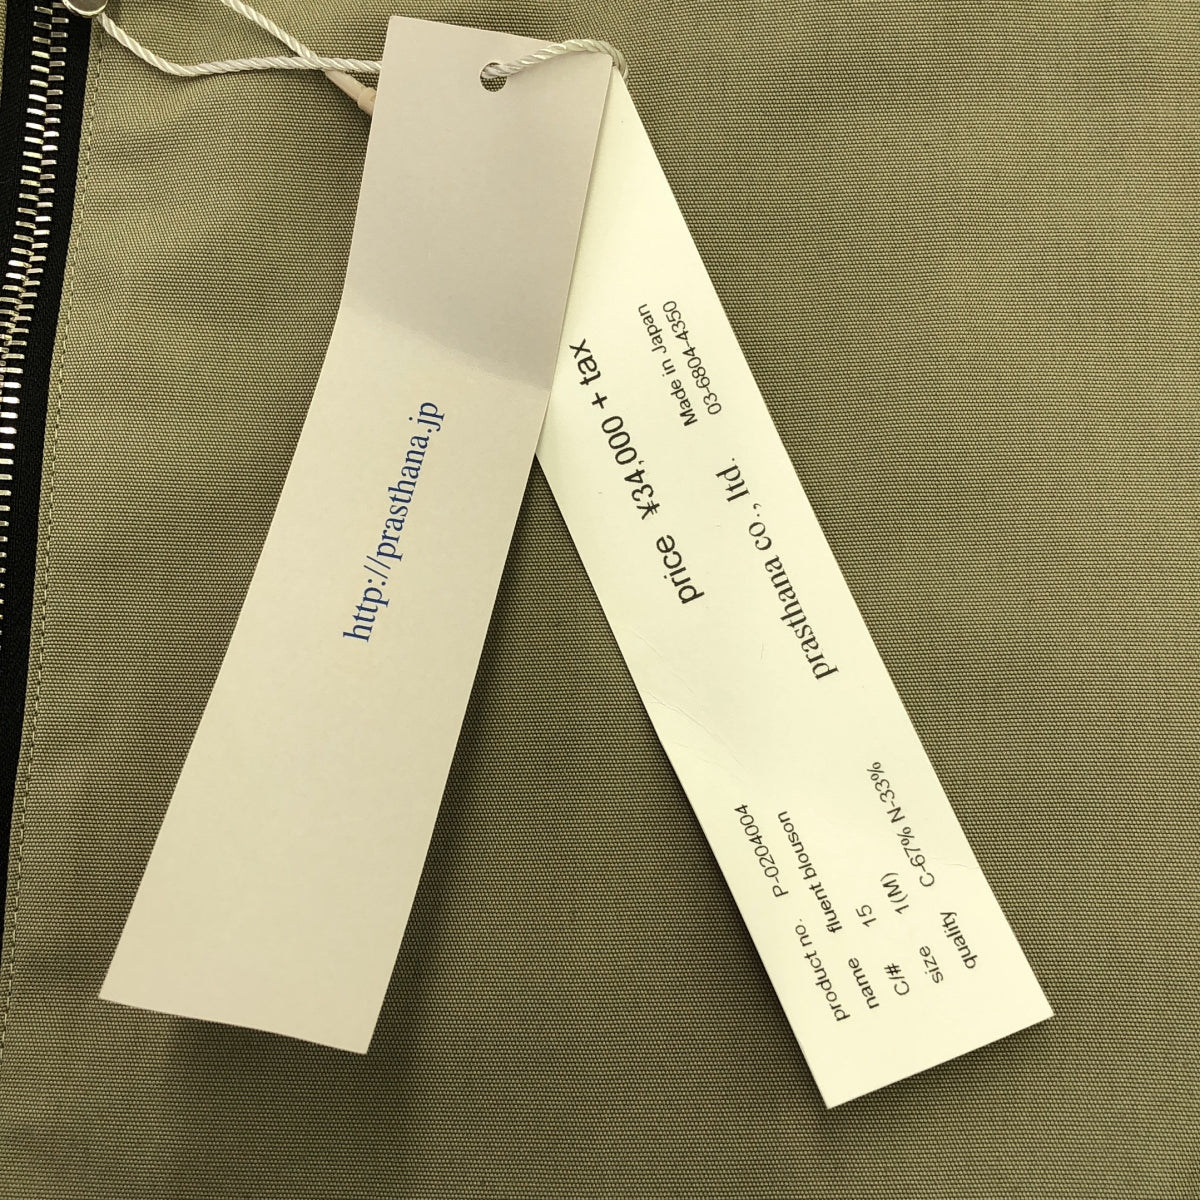 http://prasthana.jp
product no. P-0204004
name fluent blouson
C/# 15
size 1(M)
quality C-67% N-33%
price ¥34,000 + tax
prasthana co., ltd.
Made in Japan
03-6804-4350